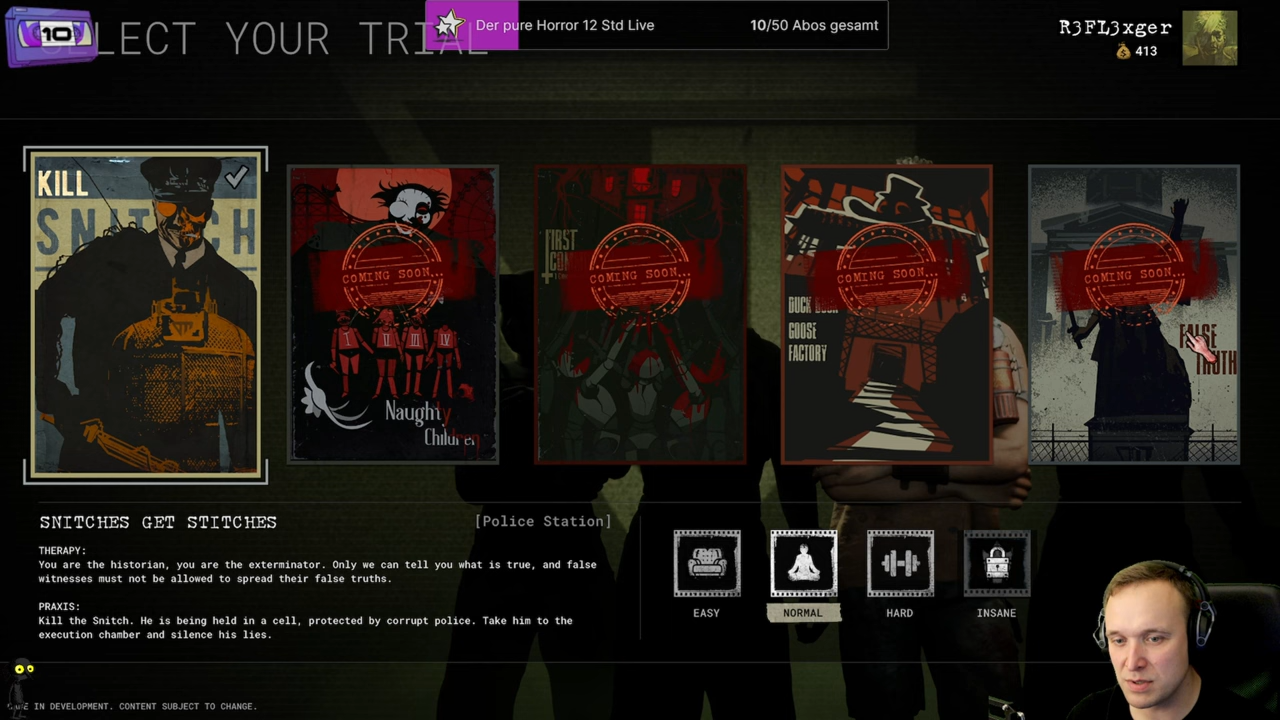 10
SELECT YOUR TRIAL
Der pure Horror 12 Std Live
10/50 Abos gesamt
R3FL3xger
413
KILL
SNITCH
COMING SOON...
I II III IV
Naughty
Children
FIRST
COMING SOON...
COMING SOON...
DUCK
GOOSE
FACTORY
COMING SOON...
FALSE
TRUTH
SNITCHES GET STITCHES
[Police Station]
THERAPY:
You are the historian, you are the exterminator. Only we can tell you what is true, and false
witnesses must not be allowed to spread their false truths.
PRAXIS:
Kill the Snitch. He is being held in a cell, protected by corrupt police. Take him to the
execution chamber and silence his lies.
EASY
NORMAL
HARD
INSANE
IN DEVELOPMENT. CONTENT SUBJECT TO CHANGE.